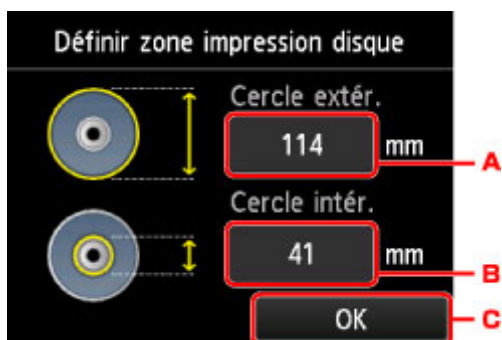 Définir zone impression disque
Cercle extér.
114 mm
A
Cercle intér.
41 mm
B
OK
C